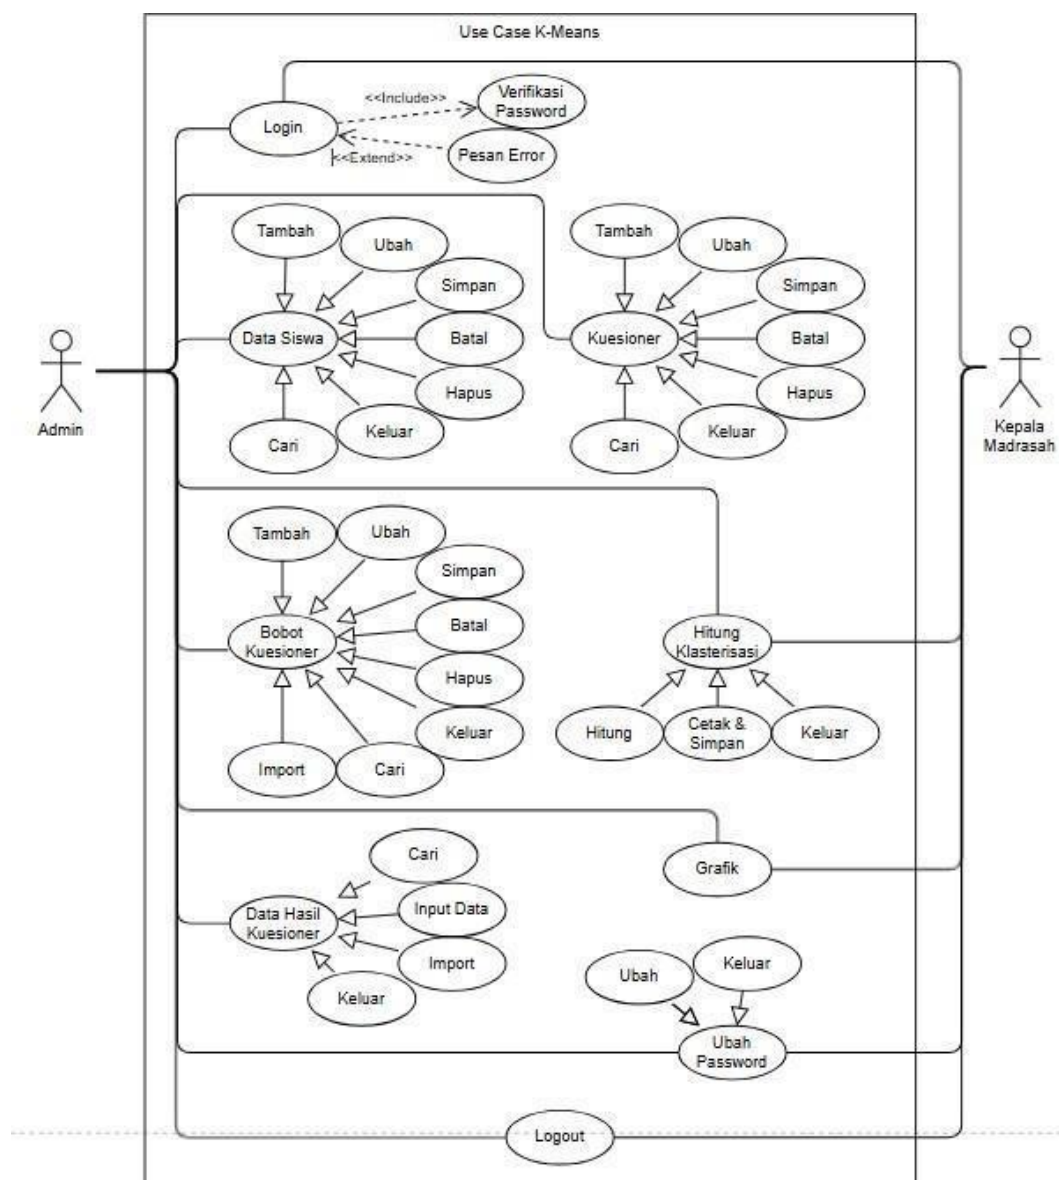 Use Case K-Means
<<Include>>
Verifikasi
Password
Login
<<Extend>>
Pesan Error
Tambah
Ubah
Simpan
Data Siswa
Batal
Hapus
Keluar
Cari
Tambah
Ubah
Simpan
Kuesioner
Batal
Hapus
Keluar
Cari
Admin
Kepala
Madrasah
Tambah
Ubah
Simpan
Bobot
Kuesioner
Batal
Hapus
Keluar
Import
Cari
Hitung
Klasterisasi
Hitung
Cetak &
Simpan
Keluar
Grafik
Cari
Data Hasil
Kuesioner
Input Data
Import
Keluar
Ubah
Keluar
Ubah
Password
Logout